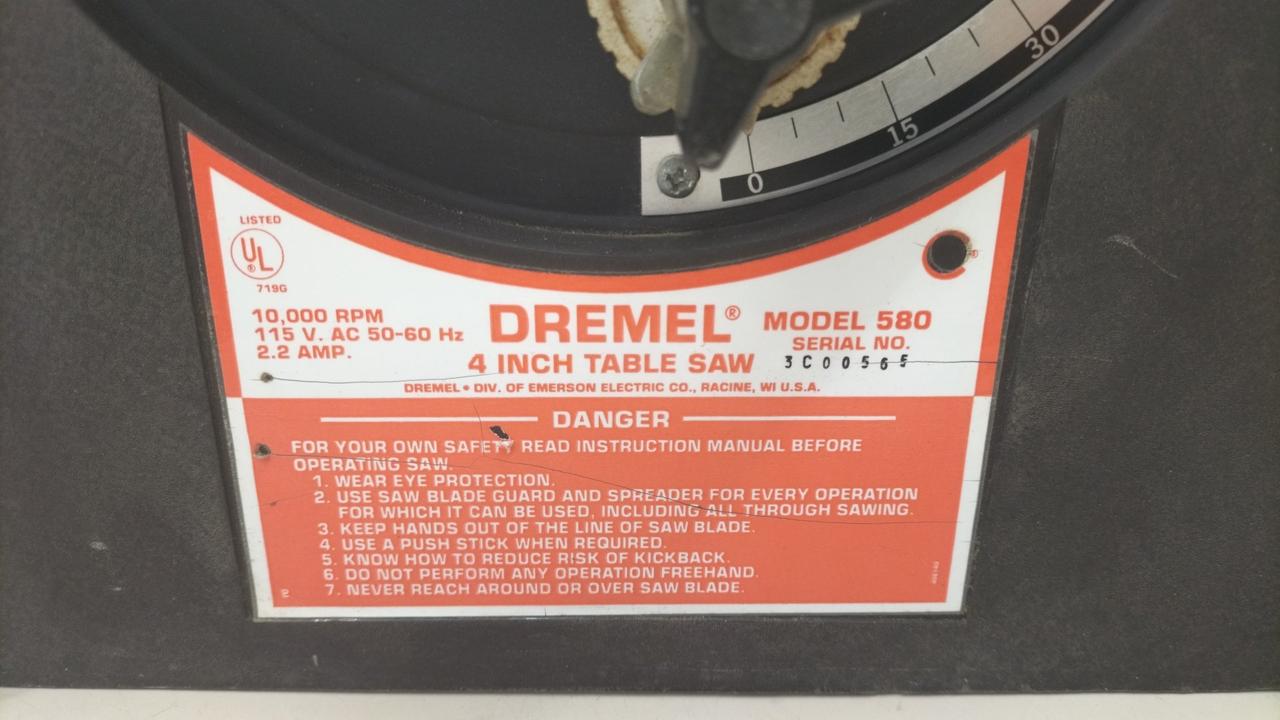 0 15 30
LISTED
UL®
719G
®
10,000 RPM
115 V. AC 50-60 Hz
2.2 AMP.
DREMEL®
4 INCH TABLE SAW
MODEL 580
SERIAL NO.
3C00565
DREMEL • DIV. OF EMERSON ELECTRIC CO., RACINE, WI U.S.A.
DANGER
FOR YOUR OWN SAFETY READ INSTRUCTION MANUAL BEFORE
OPERATING SAW.
1. WEAR EYE PROTECTION.
2. USE SAW BLADE GUARD AND SPREADER FOR EVERY OPERATION
FOR WHICH IT CAN BE USED, INCLUDING ALL THROUGH SAWING.
3. KEEP HANDS OUT OF THE LINE OF SAW BLADE.
4. USE A PUSH STICK WHEN REQUIRED.
5. KNOW HOW TO REDUCE RISK OF KICKBACK.
6. DO NOT PERFORM ANY OPERATION FREEHAND.
7. NEVER REACH AROUND OR OVER SAW BLADE.